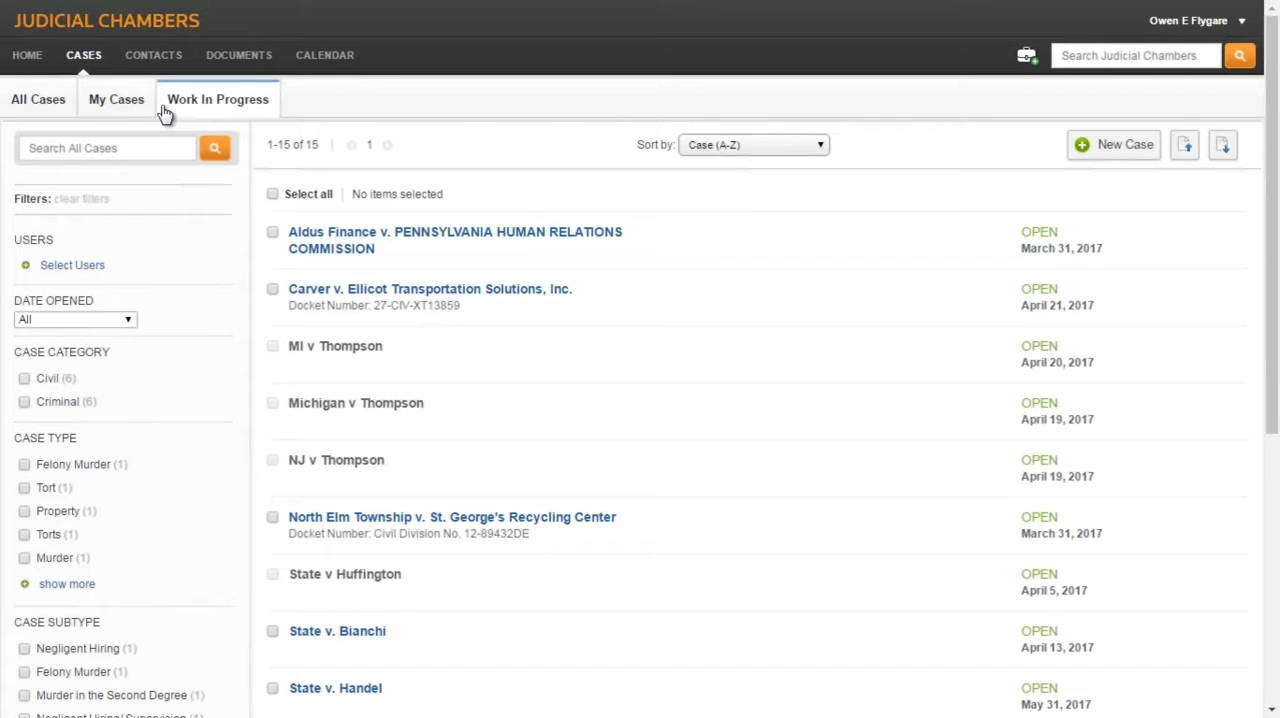 JUDICIAL CHAMBERS
Owen E Flygare
HOME CASES CONTACTS DOCUMENTS CALENDAR
Search Judicial Chambers
All Cases My Cases Work In Progress
Search All Cases
1-15 of 15 1 Sort by: Case (A-Z) New Case
Filters: clear filters
Select all No items selected
USERS
Select Users
DATE OPENED
All
CASE CATEGORY
Civil (6)
Criminal (6)
CASE TYPE
Felony Murder (1)
Tort (1)
Property (1)
Torts (1)
Murder (1)
show more
CASE SUBTYPE
Negligent Hiring (1)
Felony Murder (1)
Murder in the Second Degree (1)
Negligent Hiring/Supervision (1)
Aldus Finance v. PENNSYLVANIA HUMAN RELATIONS
COMMISSION
OPEN
March 31, 2017
Carver v. Ellicot Transportation Solutions, Inc.
Docket Number: 27-CIV-XT13859
OPEN
April 21, 2017
MI v Thompson
OPEN
April 20, 2017
Michigan v Thompson
OPEN
April 19, 2017
NJ v Thompson
OPEN
April 19, 2017
North Elm Township v. St. George's Recycling Center
Docket Number: Civil Division No. 12-89432DE
OPEN
March 31, 2017
State v Huffington
OPEN
April 5, 2017
State v. Bianchi
OPEN
April 13, 2017
State v. Handel
OPEN
May 31, 2017